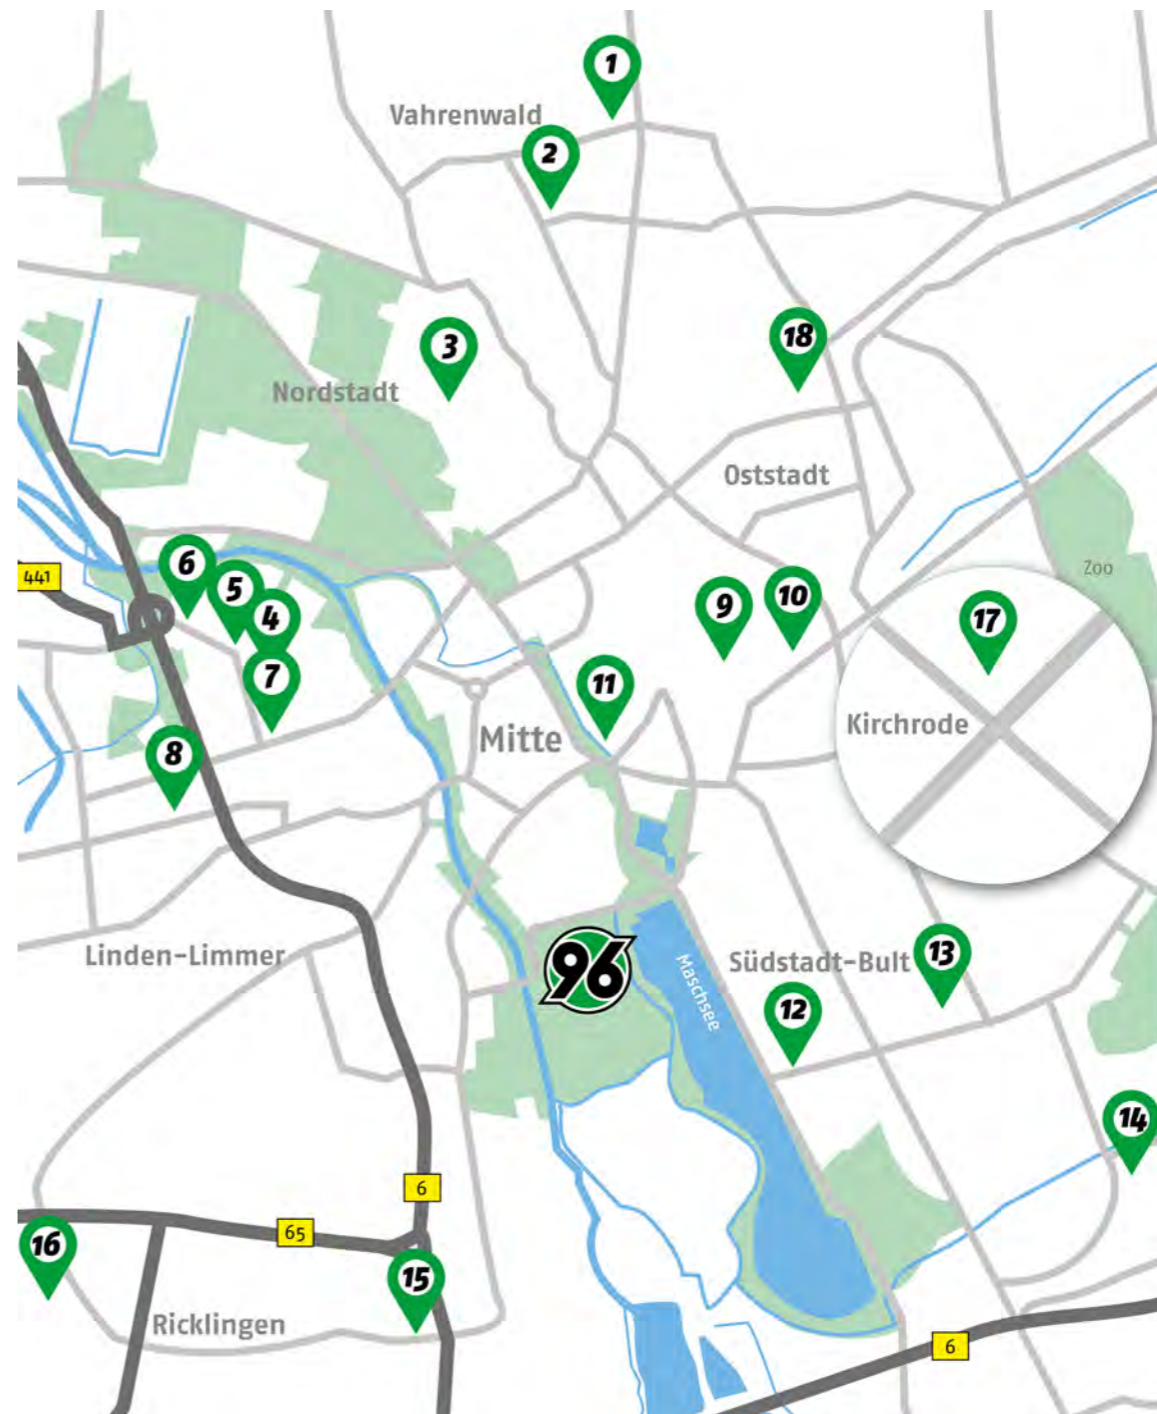 1
Vahrenwald
2
3
18
Nordstadt
Oststadt
6
441
5
4
9
10
Zoo
17
7
11
Kirchrode
Mitte
8
Linden-Limmer
96
Maschsee
Südstadt-Bult
13
12
14
6
65
16
15
Ricklingen
6